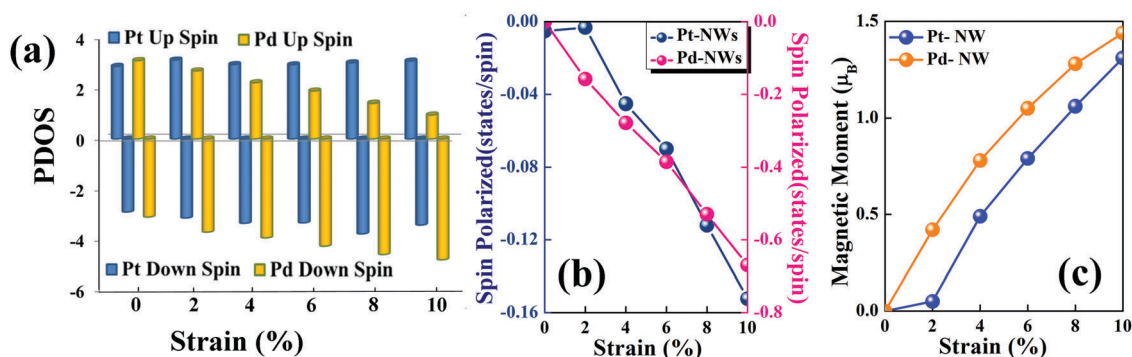 (a)
Pt Up Spin
Pd Up Spin
PDOS
4
2
0
-2
-4
-6
Pt Down Spin
Pd Down Spin
0 2 4 6 8 10
Strain (%)
(b)
Spin Polarized(states/spin)
0.00
-0.04
-0.08
-0.12
-0.16
Pt-NWs
Pd-NWs
0.0
-0.2
-0.4
-0.6
-0.8
Spin Polarized(states/spin)
0 2 4 6 8 10
Strain (%)
(c)
Magnetic Moment (μB)
1.5
1.0
0.5
0.0
Pt- NW
Pd- NW
0 2 4 6 8 10
Strain (%)